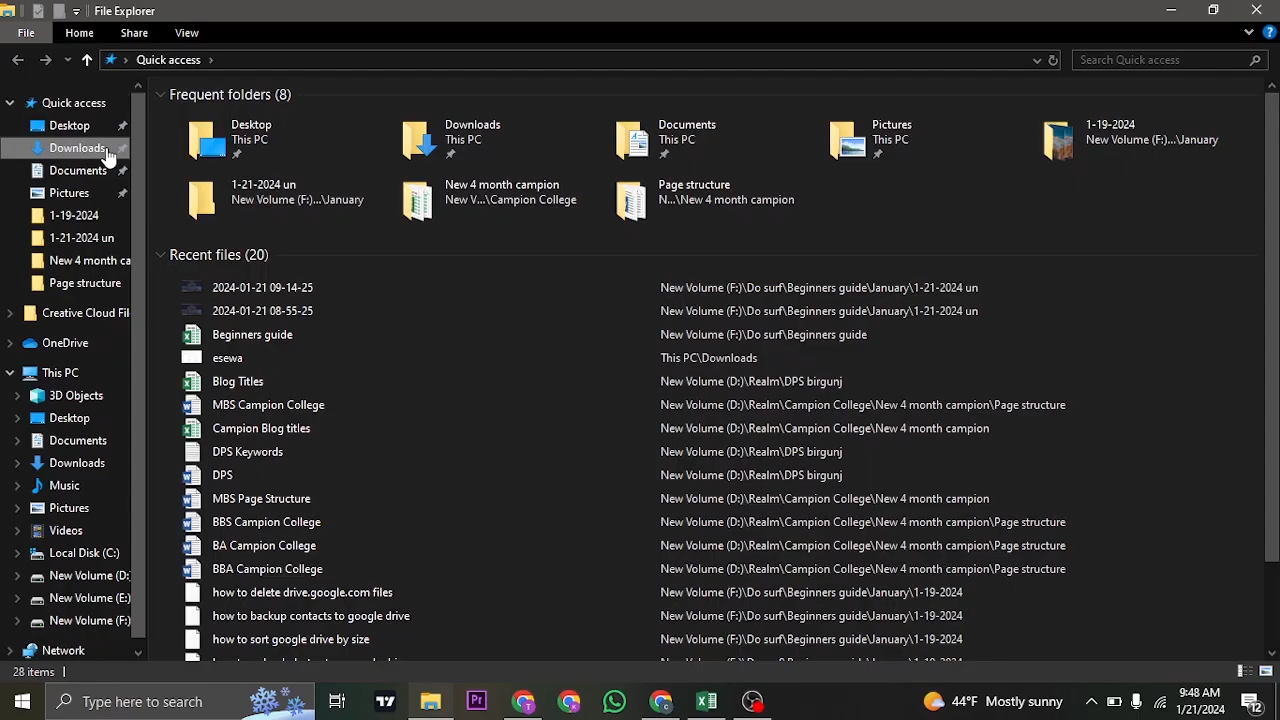 File Explorer
File Home Share View
Quick access
Search Quick access
Quick access
Desktop
Downloads
Documents
Pictures
1-19-2024
1-21-2024 un
New 4 month ca
Page structure
Creative Cloud Fil
OneDrive
This PC
3D Objects
Desktop
Documents
Downloads
Music
Pictures
Videos
Local Disk (C:)
New Volume (D:)
New Volume (E:)
New Volume (F:)
Network
Frequent folders (8)
Desktop
This PC
Downloads
This PC
Documents
This PC
Pictures
This PC
1-19-2024
New Volume (F:)...\January
1-21-2024 un
New Volume (F:)...\January
New 4 month campion
New V...\Campion College
Page structure
N...\New 4 month campion
Recent files (20)
2024-01-21 09-14-25 New Volume (F:)\Do surf\Beginners guide\January\1-21-2024 un
2024-01-21 08-55-25 New Volume (F:)\Do surf\Beginners guide\January\1-21-2024 un
Beginners guide New Volume (F:)\Do surf\Beginners guide
esewa This PC\Downloads
Blog Titles New Volume (D:)\Realm\DPS birgunj
MBS Campion College New Volume (D:)\Realm\Campion College\New 4 month campion\Page structure
Campion Blog titles New Volume (D:)\Realm\Campion College\New 4 month campion
DPS Keywords New Volume (D:)\Realm\DPS birgunj
DPS New Volume (D:)\Realm\DPS birgunj
MBS Page Structure New Volume (D:)\Realm\Campion College\New 4 month campion
BBS Campion College New Volume (D:)\Realm\Campion College\New 4 month campion\Page structure
BA Campion College New Volume (D:)\Realm\Campion College\New 4 month campion\Page structure
BBA Campion College New Volume (D:)\Realm\Campion College\New 4 month campion\Page structure
how to delete drive.google.com files New Volume (F:)\Do surf\Beginners guide\January\1-19-2024
how to backup contacts to google drive New Volume (F:)\Do surf\Beginners guide\January\1-19-2024
how to sort google drive by size New Volume (F:)\Do surf\Beginners guide\January\1-19-2024
28 items
Type here to search
44°F Mostly sunny
9:48 AM
1/21/2024
12